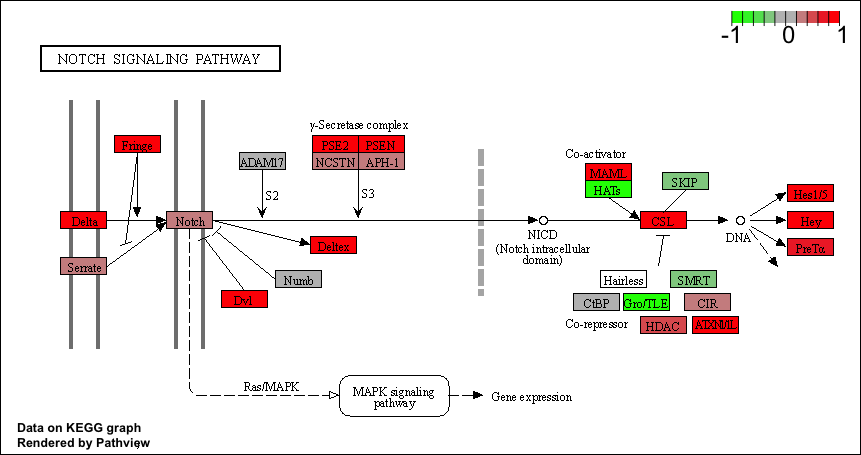 -1 0 1
NOTCH SIGNALING PATHWAY
γ-Secretase complex
Fringe
PSE2 PSEN
ADAM17
NCSTN APH-1
Co-activator
MAML
HATs
SKIP
S2
S3
Hes1/5
Delta
Notch
CSL
Hey
NICD
(Notch intracellular
domain)
DNA
Deltex
PreTα
Serrate
Numb
Hairless
SMRT
Dvl
CtBP
Gro/TLE
CIR
Co-repressor
HDAC
ATXN1L
Ras/MAPK
MAPK signaling
pathway
Gene expression
Data on KEGG graph
Rendered by Pathview